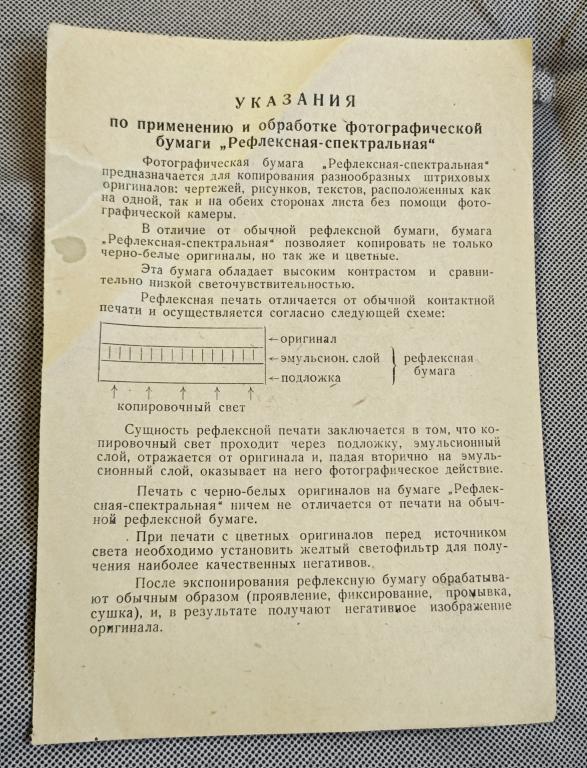 УКАЗАНИЯ
по применению и обработке фотографической
бумаги „Рефлексная-спектральная“
Фотографическая бумага „Рефлексная-спектральная“
предназначается для копирования разнообразных штриховых
оригиналов: чертежей, рисунков, текстов, расположенных как
на одной, так и на обеих сторонах листа без помощи фото-
графической камеры.
В отличие от обычной рефлексной бумаги, бумага
„Рефлексная-спектральная“ позволяет копировать не только
черно-белые оригиналы, но так же и цветные.
Эта бумага обладает высоким контрастом и сравни-
тельно низкой светочувствительностью.
Рефлексная печать отличается от обычной контактной
печати и осуществляется согласно следующей схеме:
оригинал
эмульсион. слой
подложка
рефлексная
бумага
копировочный свет
Сущность рефлексной печати заключается в том, что ко-
пировочный свет проходит через подложку, эмульсионный
слой, отражается от оригинала и, падая вторично на эмуль-
сионный слой, оказывает на него фотографическое действие.
Печать с черно-белых оригиналов на бумаге „Рефлек-
сная-спектральная“ ничем не отличается от печати на обыч-
ной рефлексной бумаге.
При печати с цветных оригиналов перед источником
света необходимо установить желтый светофильтр для полу-
чения наиболее качественных негативов.
После экспонирования рефлексную бумагу обрабатыва-
ют обычным образом (проявление, фиксирование, промывка,
сушка), и, в результате получают негативное изображение
оригинала.